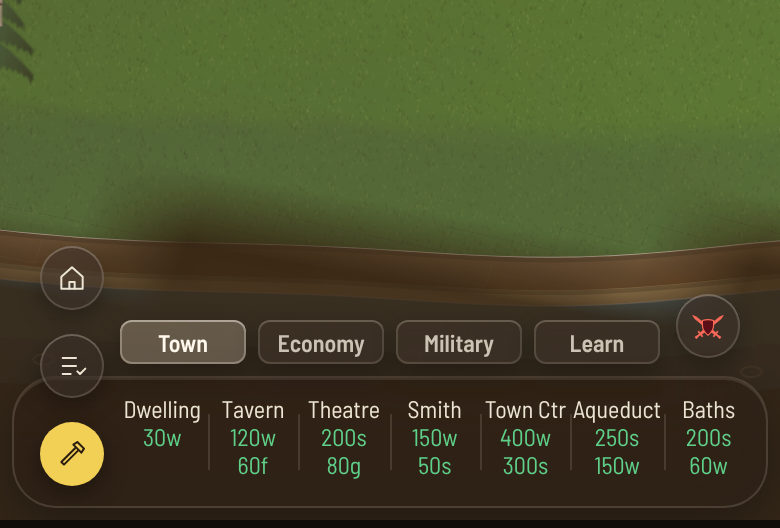 Town Economy Military Learn
Dwelling Tavern Theatre Smith Town Ctr Aqueduct Baths
30w 120w 200s 150w 400w 250s 200s
60f 80g 50s 300s 150w 60w